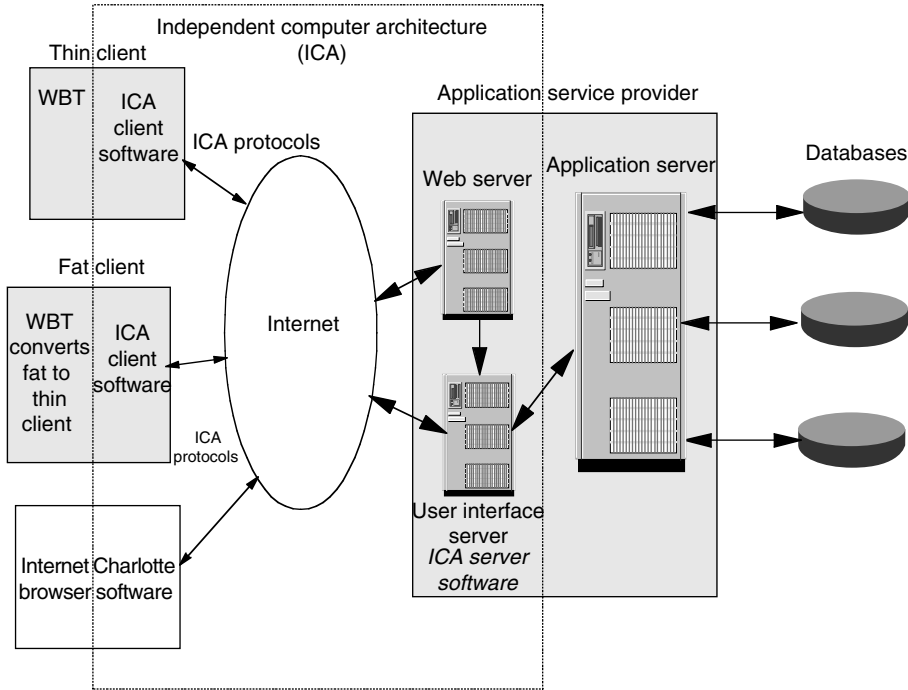 Independent computer architecture
(ICA)
Thin client
WBT
ICA
client
software
ICA protocols
Application service provider
Web server
Application server
Databases
Fat client
WBT
converts
fat to
thin
client
ICA
client
software
Internet
ICA
protocols
User interface
server
ICA server
software
Internet
browser
Charlotte
software